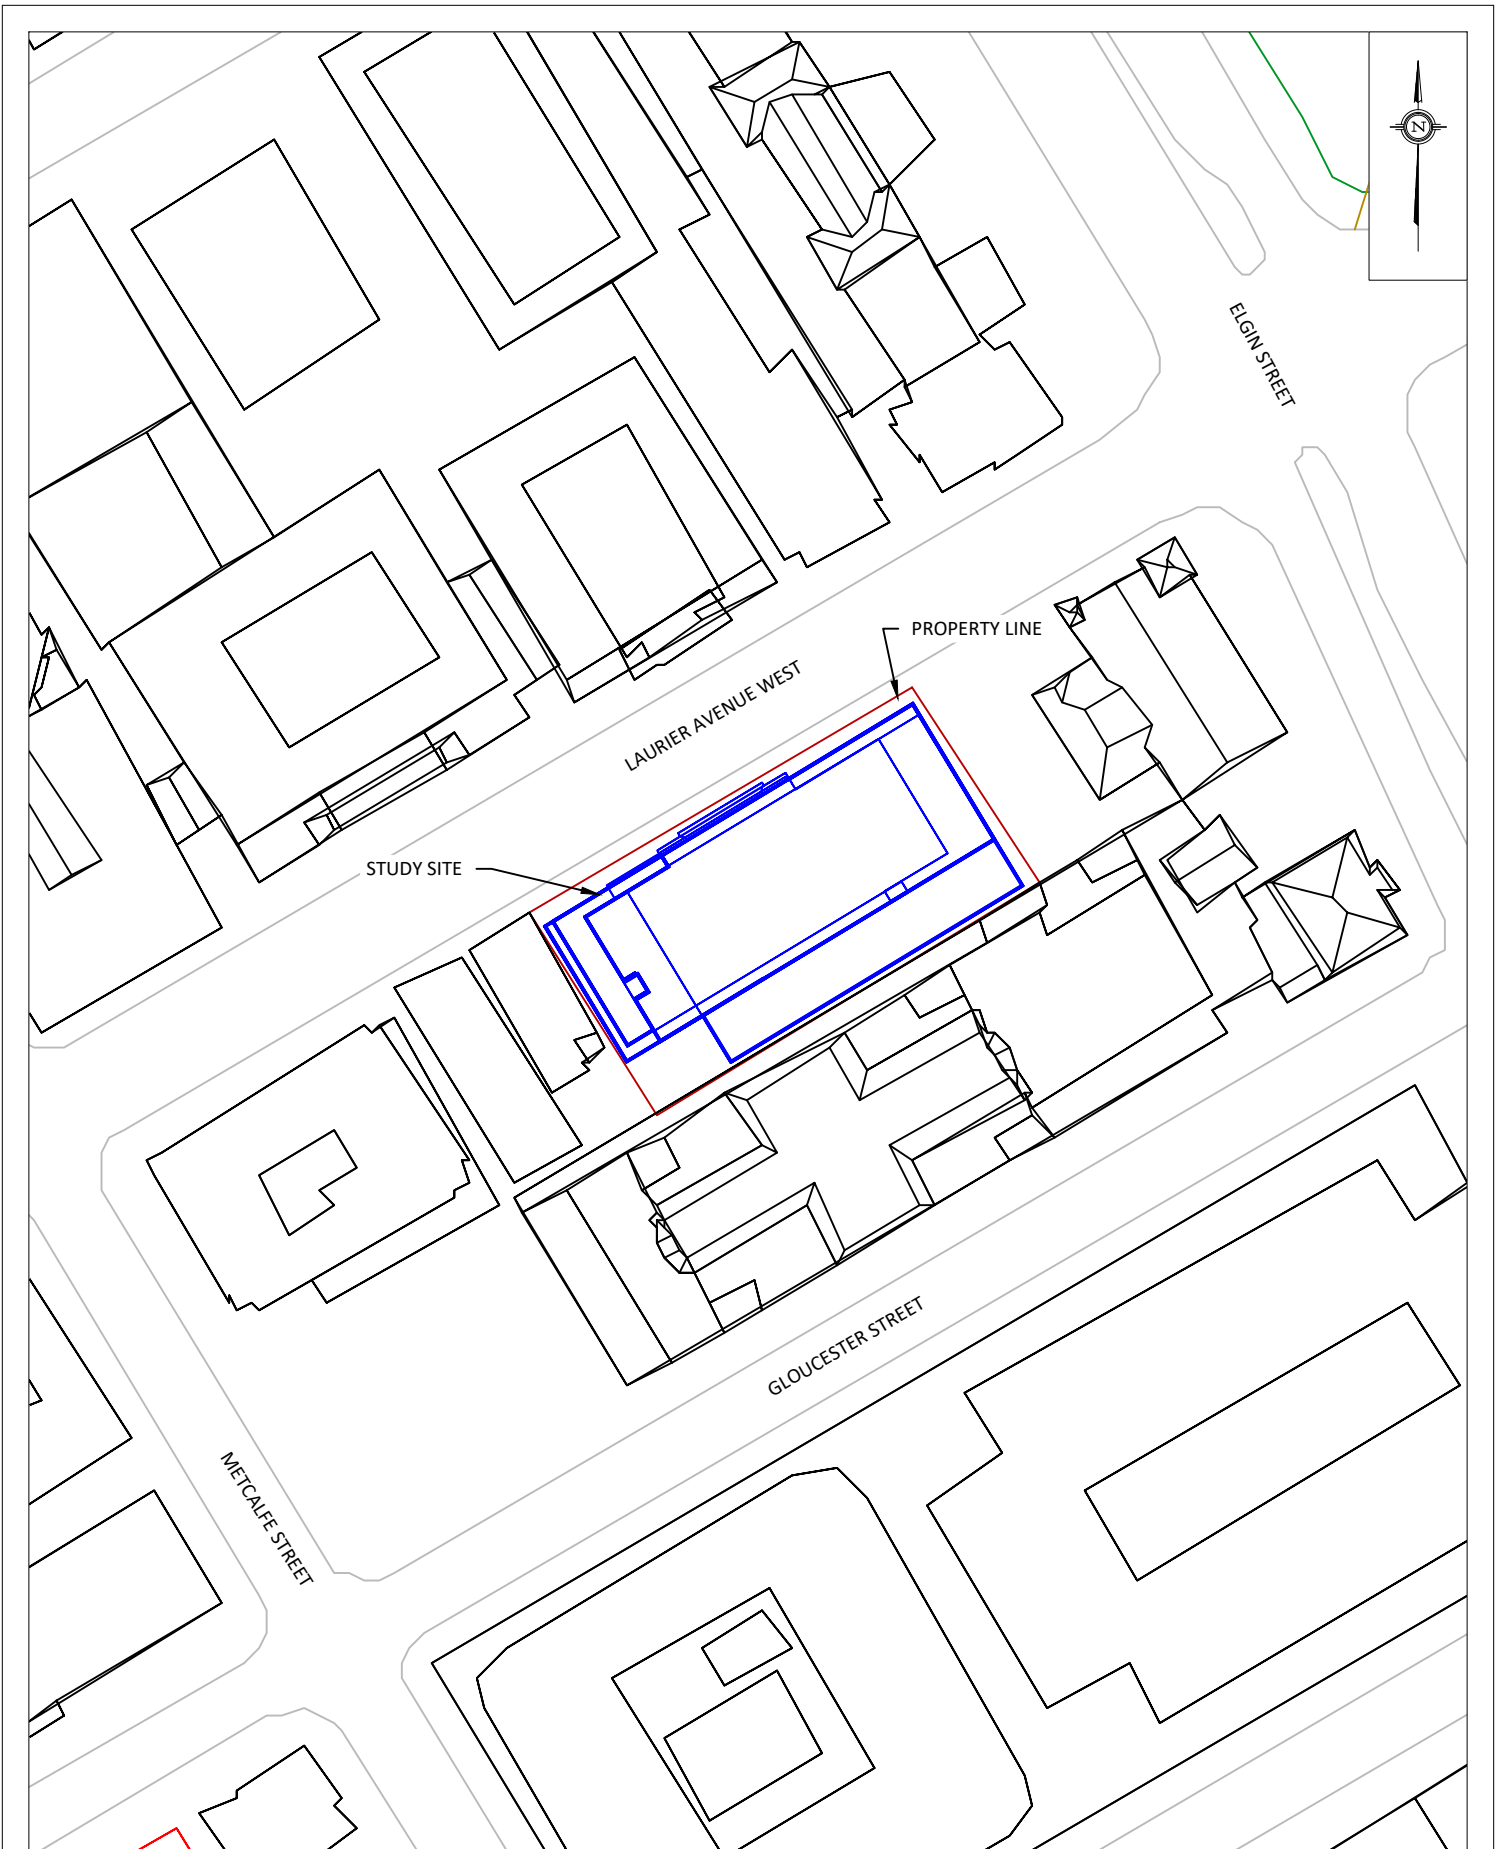 N
ELGIN STREET
PROPERTY LINE
LAURIER AVENUE WEST
STUDY SITE
GLOUCESTER STREET
METCALFE STREET